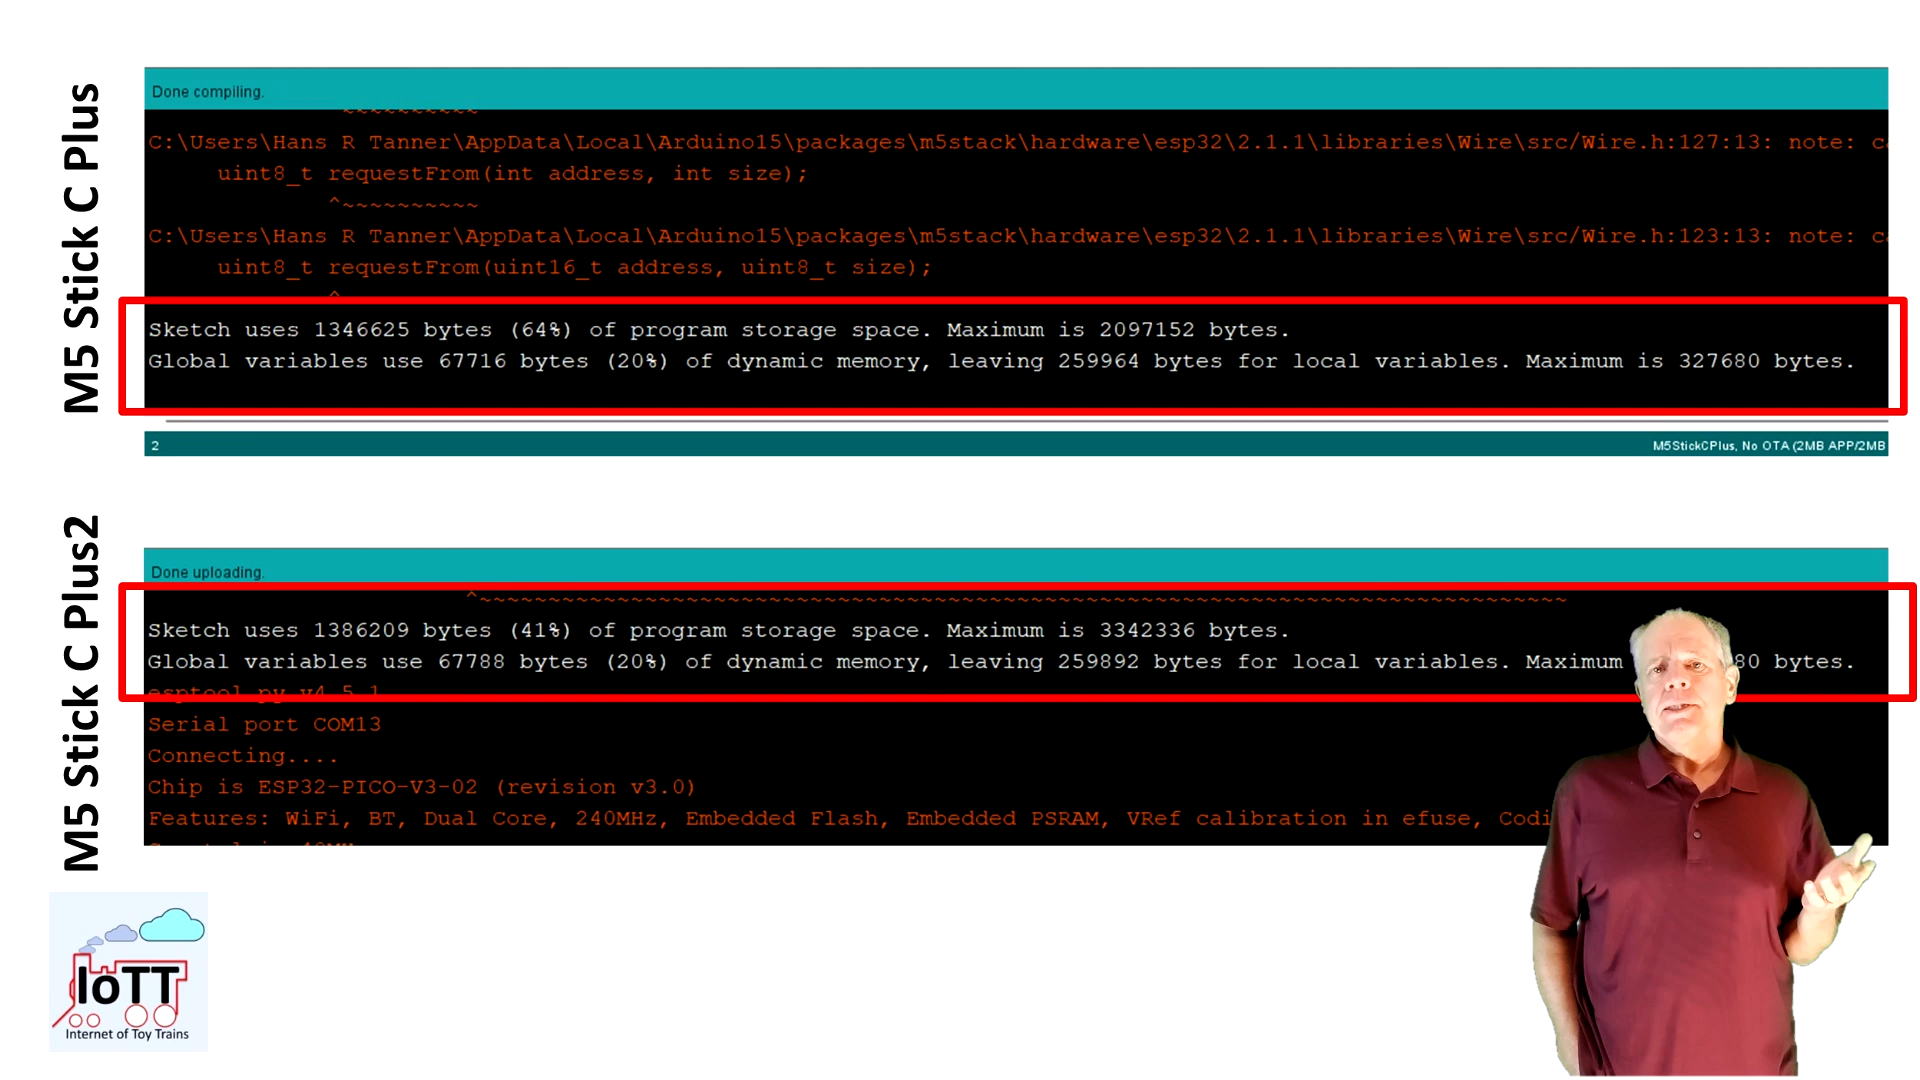 M5 Stick C Plus
Done compiling.
C:\Users\Hans R Tanner\AppData\Local\Arduino15\packages\m5stack\hardware\esp32\2.1.1\libraries\Wire\src/Wire.h:127:13: note:
uint8_t requestFrom(int address, int size);
^~~~~~~~~~~
C:\Users\Hans R Tanner\AppData\Local\Arduino15\packages\m5stack\hardware\esp32\2.1.1\libraries\Wire\src/Wire.h:123:13: note:
uint8_t requestFrom(uint16_t address, uint8_t size);
Sketch uses 1346625 bytes (64%) of program storage space. Maximum is 2097152 bytes.
Global variables use 67716 bytes (20%) of dynamic memory, leaving 259964 bytes for local variables. Maximum is 327680 bytes.
2
M5StickCPlus, No OTA (2MB APP/2MB
M5 Stick C Plus2
Done uploading.
Sketch uses 1386209 bytes (41%) of program storage space. Maximum is 3342336 bytes.
Global variables use 67788 bytes (20%) of dynamic memory, leaving 259892 bytes for local variables. Maximum 80 bytes.
esptool.py v4.5.1
Serial port COM13
Connecting....
Chip is ESP32-PICO-V3-02 (revision v3.0)
Features: WiFi, BT, Dual Core, 240MHz, Embedded Flash, Embedded PSRAM, VRef calibration in efuse, Codi
IoTT
Internet of Toy Trains